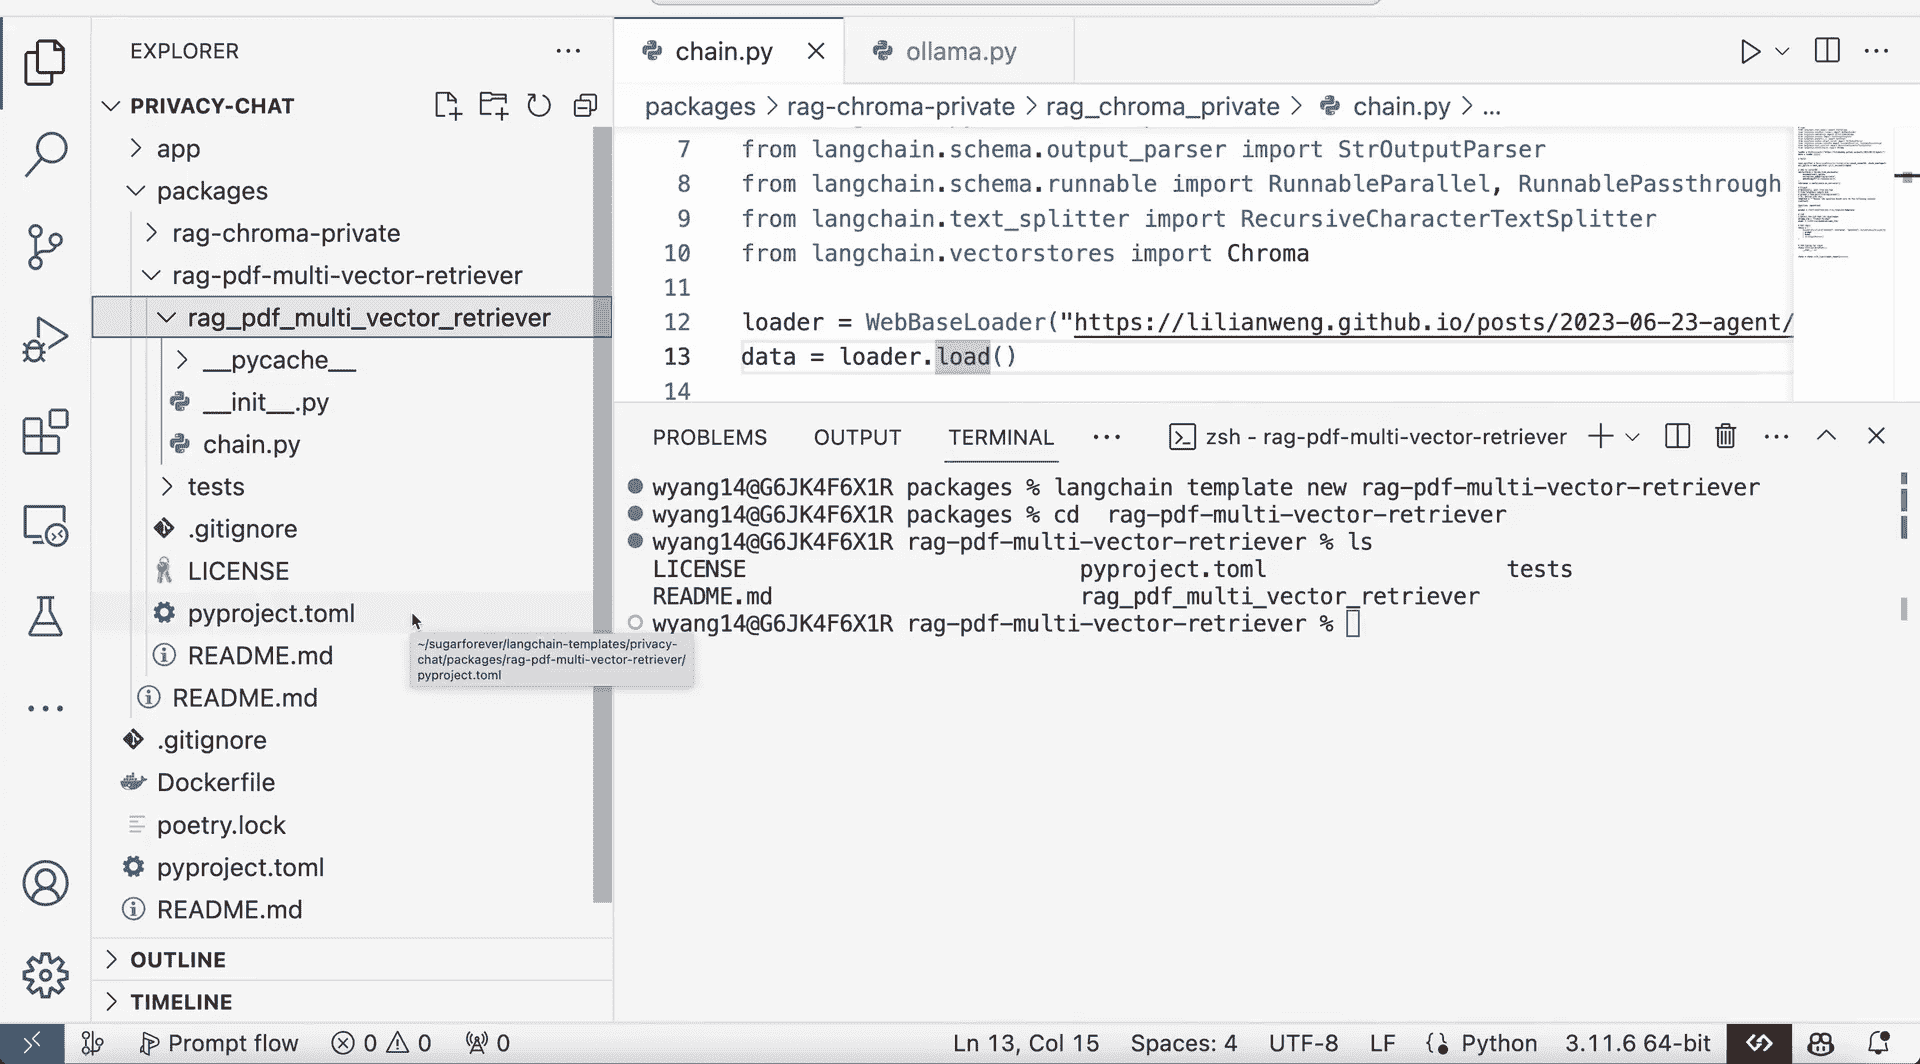 EXPLORER
PRIVACY-CHAT
app
packages
rag-chroma-private
rag-pdf-multi-vector-retriever
rag_pdf_multi_vector_retriever
__pycache__
__init__.py
chain.py
tests
.gitignore
LICENSE
pyproject.toml
README.md
README.md
.gitignore
Dockerfile
poetry.lock
pyproject.toml
README.md
~/sugarforever/langchain-templates/privacy-
chat/packages/rag-pdf-multi-vector-retriever/
pyproject.toml
OUTLINE
TIMELINE
chain.py
ollama.py
packages > rag-chroma-private > rag_chroma_private > chain.py > ...
7 from langchain.schema.output_parser import StrOutputParser
8 from langchain.schema.runnable import RunnableParallel, RunnablePassthrough
9 from langchain.text_splitter import RecursiveCharacterTextSplitter
10 from langchain.vectorstores import Chroma
11
12 loader = WebBaseLoader("https://lilianweng.github.io/posts/2023-06-23-agent/
13 data = loader.load()
14
PROBLEMS OUTPUT TERMINAL ... zsh - rag-pdf-multi-vector-retriever
wyang14@G6JK4F6X1R packages % langchain template new rag-pdf-multi-vector-retriever
wyang14@G6JK4F6X1R packages % cd  rag-pdf-multi-vector-retriever
wyang14@G6JK4F6X1R rag-pdf-multi-vector-retriever % ls
LICENSE pyproject.toml tests
README.md rag_pdf_multi_vector_retriever
wyang14@G6JK4F6X1R rag-pdf-multi-vector-retriever %
Prompt flow 0 0 0 Ln 13, Col 15 Spaces: 4 UTF-8 LF Python 3.11.6 64-bit